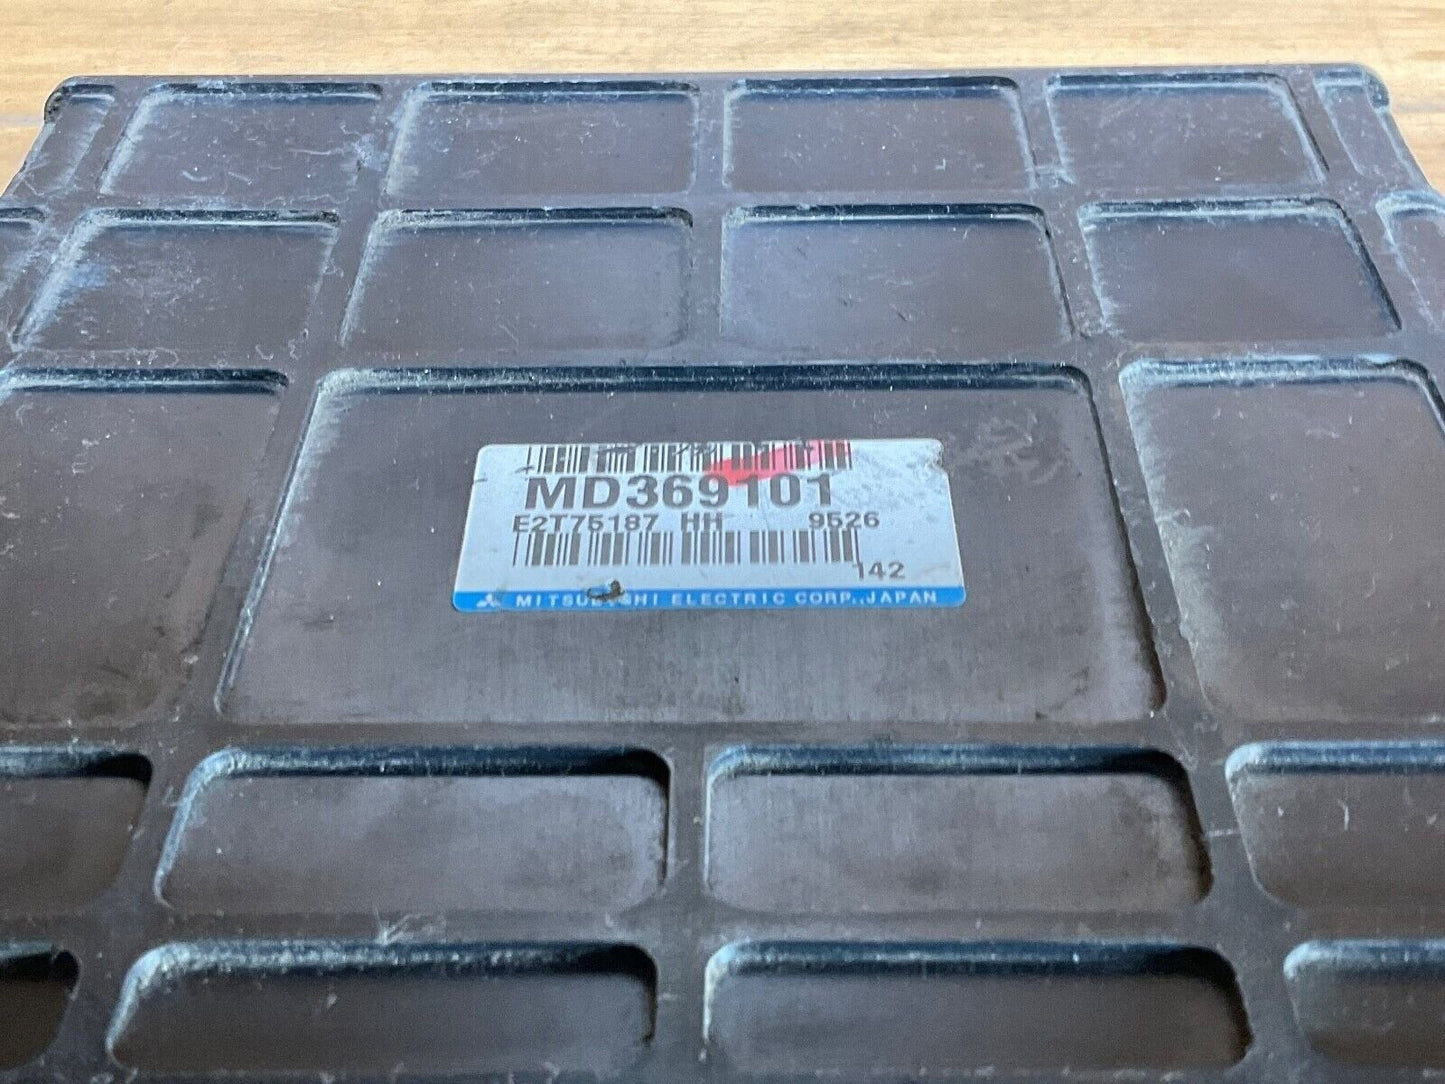 MD369101
E2T75187 HH 9526
142
MITSUBISHI ELECTRIC CORP.,JAPAN